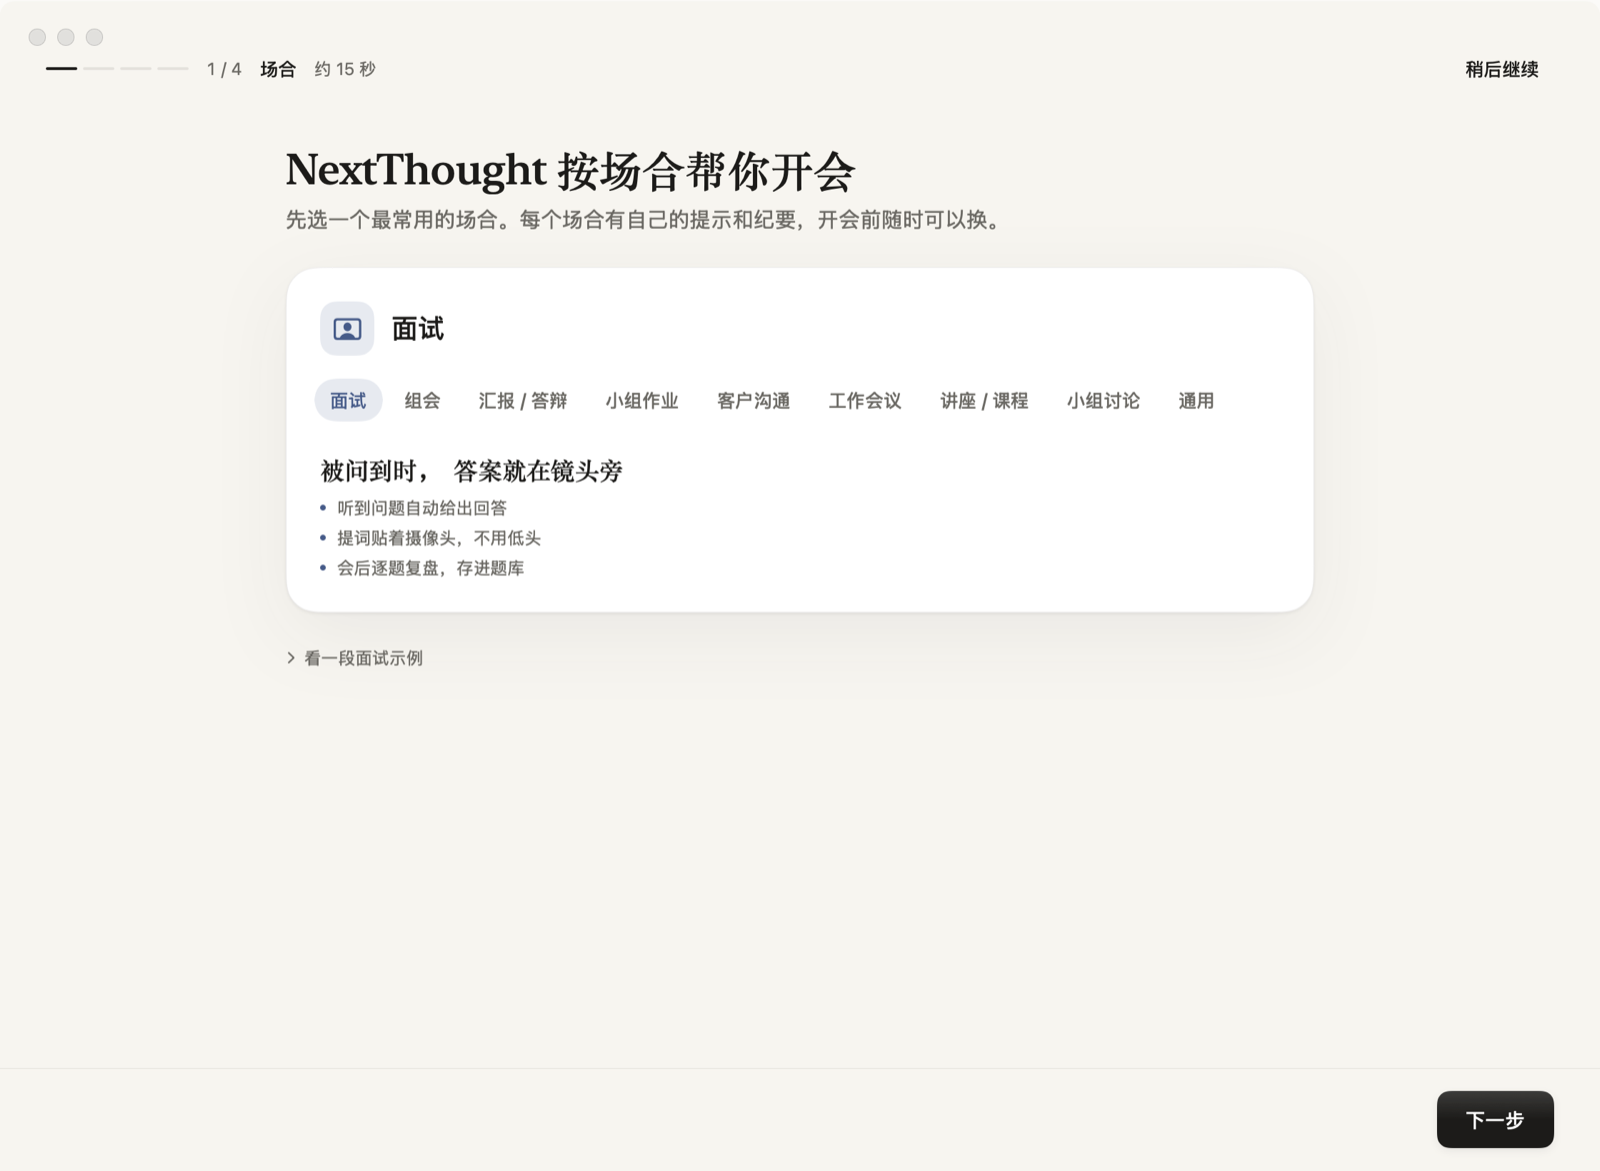 1 / 4 场合 约 15 秒
稍后继续
NextThought 按场合帮你开会
先选一个最常用的场合。每个场合有自己的提示和纪要，开会前随时可以换。
面试
面试 组会 汇报 / 答辩 小组作业 客户沟通 工作会议 讲座 / 课程 小组讨论 通用
被问到时， 答案就在镜头旁
• 听到问题自动给出回答
• 提词贴着摄像头，不用低头
• 会后逐题复盘，存进题库
看一段面试示例
下一步